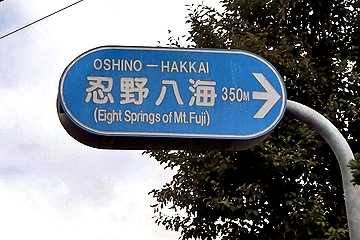 OSHINO－HAKKAI
忍野八海 350M
(Eight Springs of Mt.Fuji)